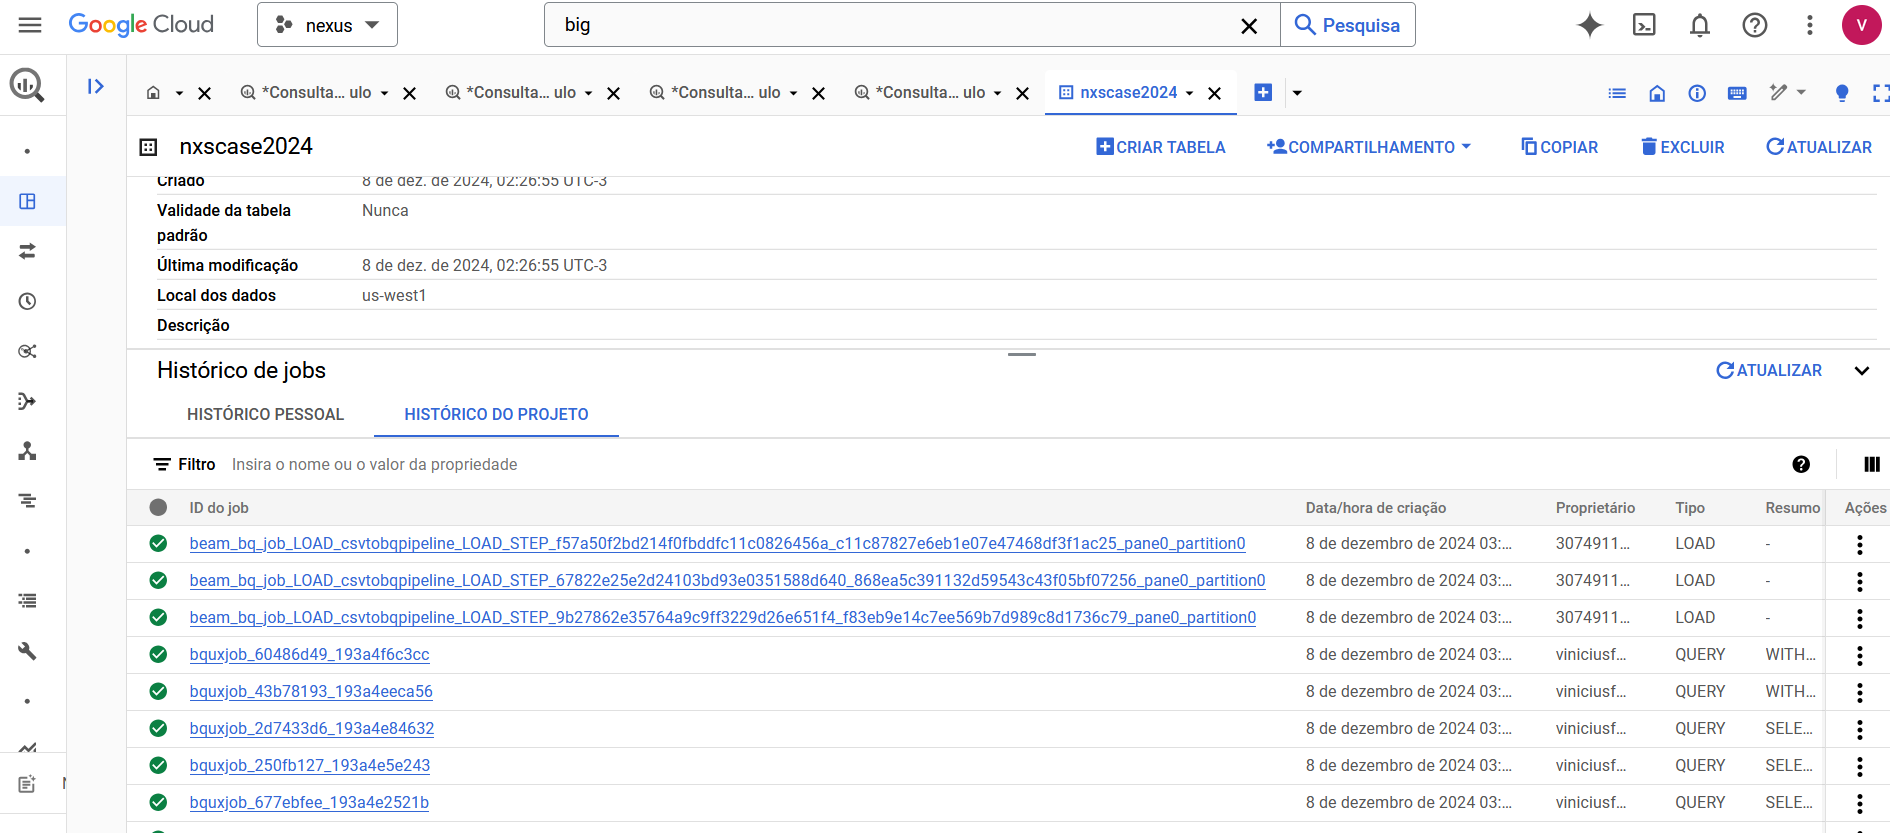 Google Cloud
nexus
big
Pesquisa
V
*Consulta... ulo
*Consulta... ulo
*Consulta... ulo
*Consulta... ulo
nxscase2024
nxscase2024
CRIAR TABELA
COMPARTILHAMENTO
COPIAR
EXCLUIR
ATUALIZAR
Criado 8 de dez. de 2024, 02:26:55 UTC-3
Validade da tabela padrão Nunca
Última modificação 8 de dez. de 2024, 02:26:55 UTC-3
Local dos dados us-west1
Descrição
Histórico de jobs
ATUALIZAR
HISTÓRICO PESSOAL
HISTÓRICO DO PROJETO
Filtro Insira o nome ou o valor da propriedade
ID do job Data/hora de criação Proprietário Tipo Resumo Ações
beam_bq_job_LOAD_csvtobqpipeline_LOAD_STEP_f57a50f2bd214f0fbddfc11c0826456a_c11c87827e6eb1e07e47468df3f1ac25_pane0_partition0 8 de dezembro de 2024 03:... 3074911... LOAD -
beam_bq_job_LOAD_csvtobqpipeline_LOAD_STEP_67822e25e2d24103bd93e0351588d640_868ea5c391132d59543c43f05bf07256_pane0_partition0 8 de dezembro de 2024 03:... 3074911... LOAD -
beam_bq_job_LOAD_csvtobqpipeline_LOAD_STEP_9b27862e35764a9c9ff3229d26e651f4_f83eb9e14c7ee569b7d989c8d1736c79_pane0_partition0 8 de dezembro de 2024 03:... 3074911... LOAD -
bquxjob_60486d49_193a4f6c3cc 8 de dezembro de 2024 03:... viniciusf... QUERY WITH...
bquxjob_43b78193_193a4eeca56 8 de dezembro de 2024 03:... viniciusf... QUERY WITH...
bquxjob_2d7433d6_193a4e84632 8 de dezembro de 2024 03:... viniciusf... QUERY SELE...
bquxjob_250fb127_193a4e5e243 8 de dezembro de 2024 03:... viniciusf... QUERY SELE...
bquxjob_677ebfee_193a4e2521b 8 de dezembro de 2024 03:... viniciusf... QUERY SELE...